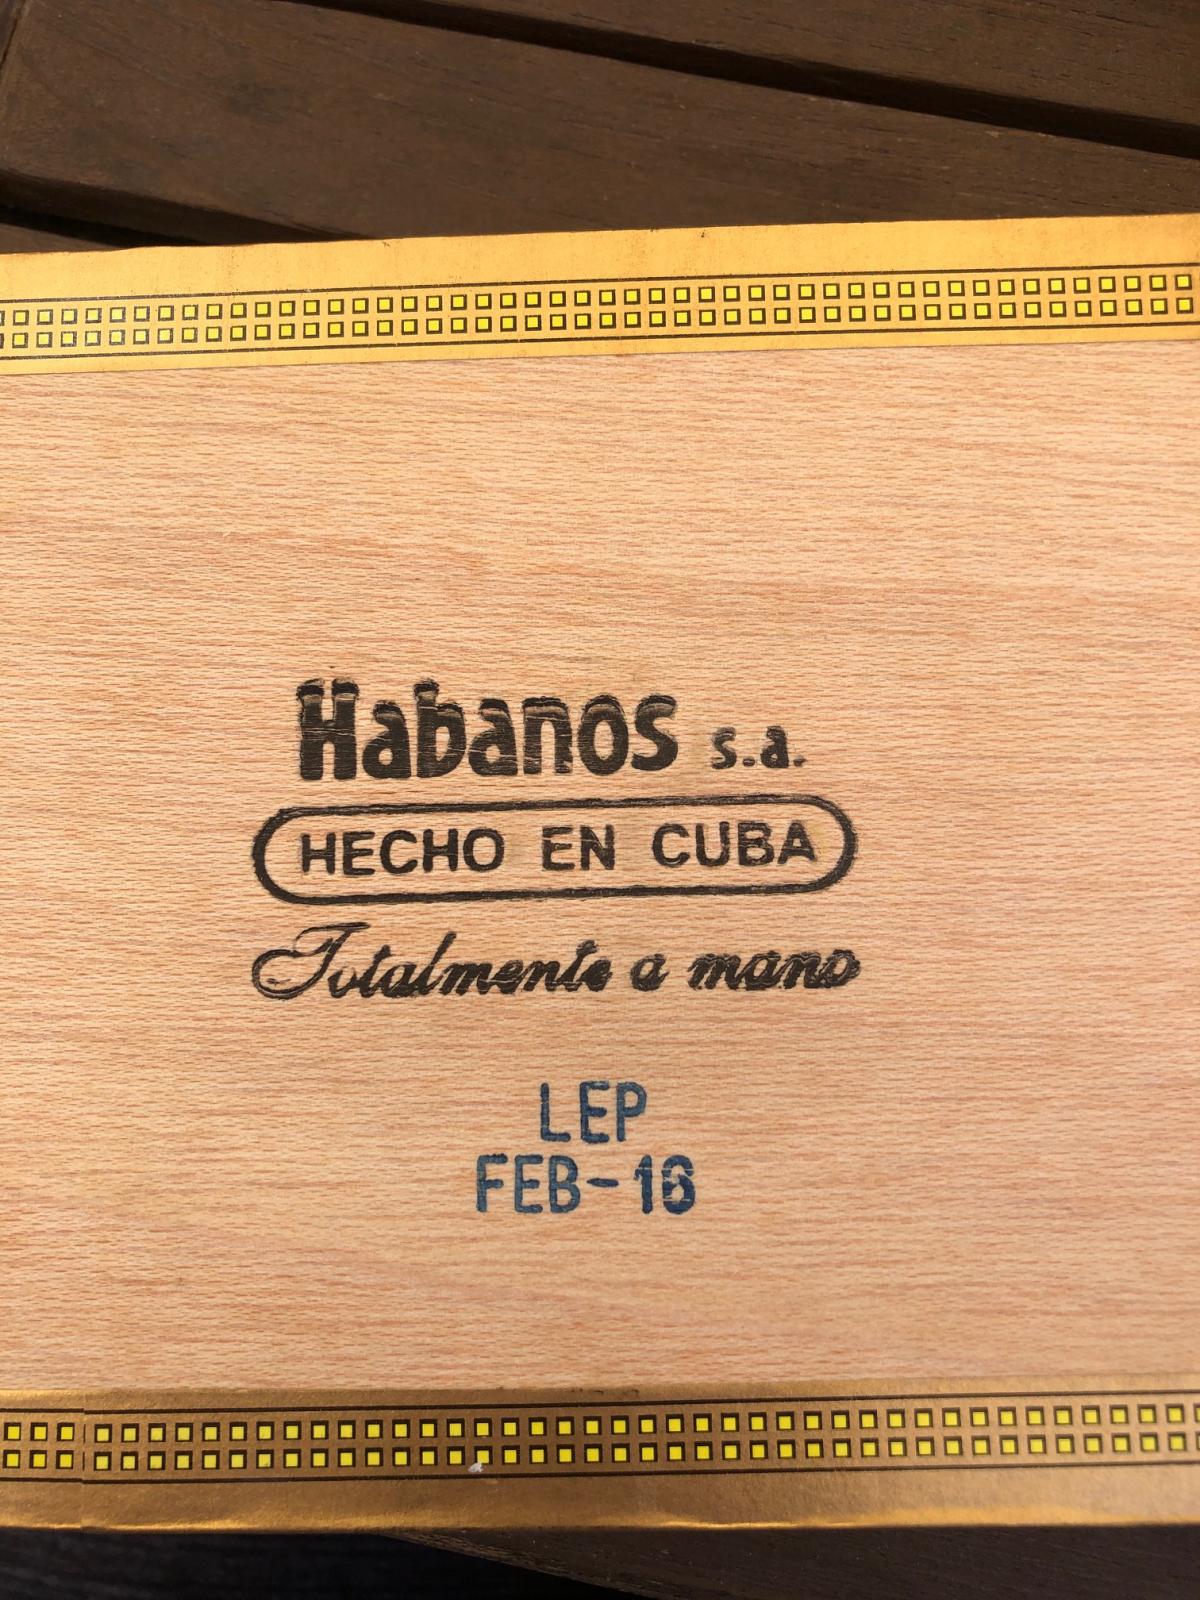 Habanos s.a.
HECHO EN CUBA
Totalmente a mano
LEP
FEB-16